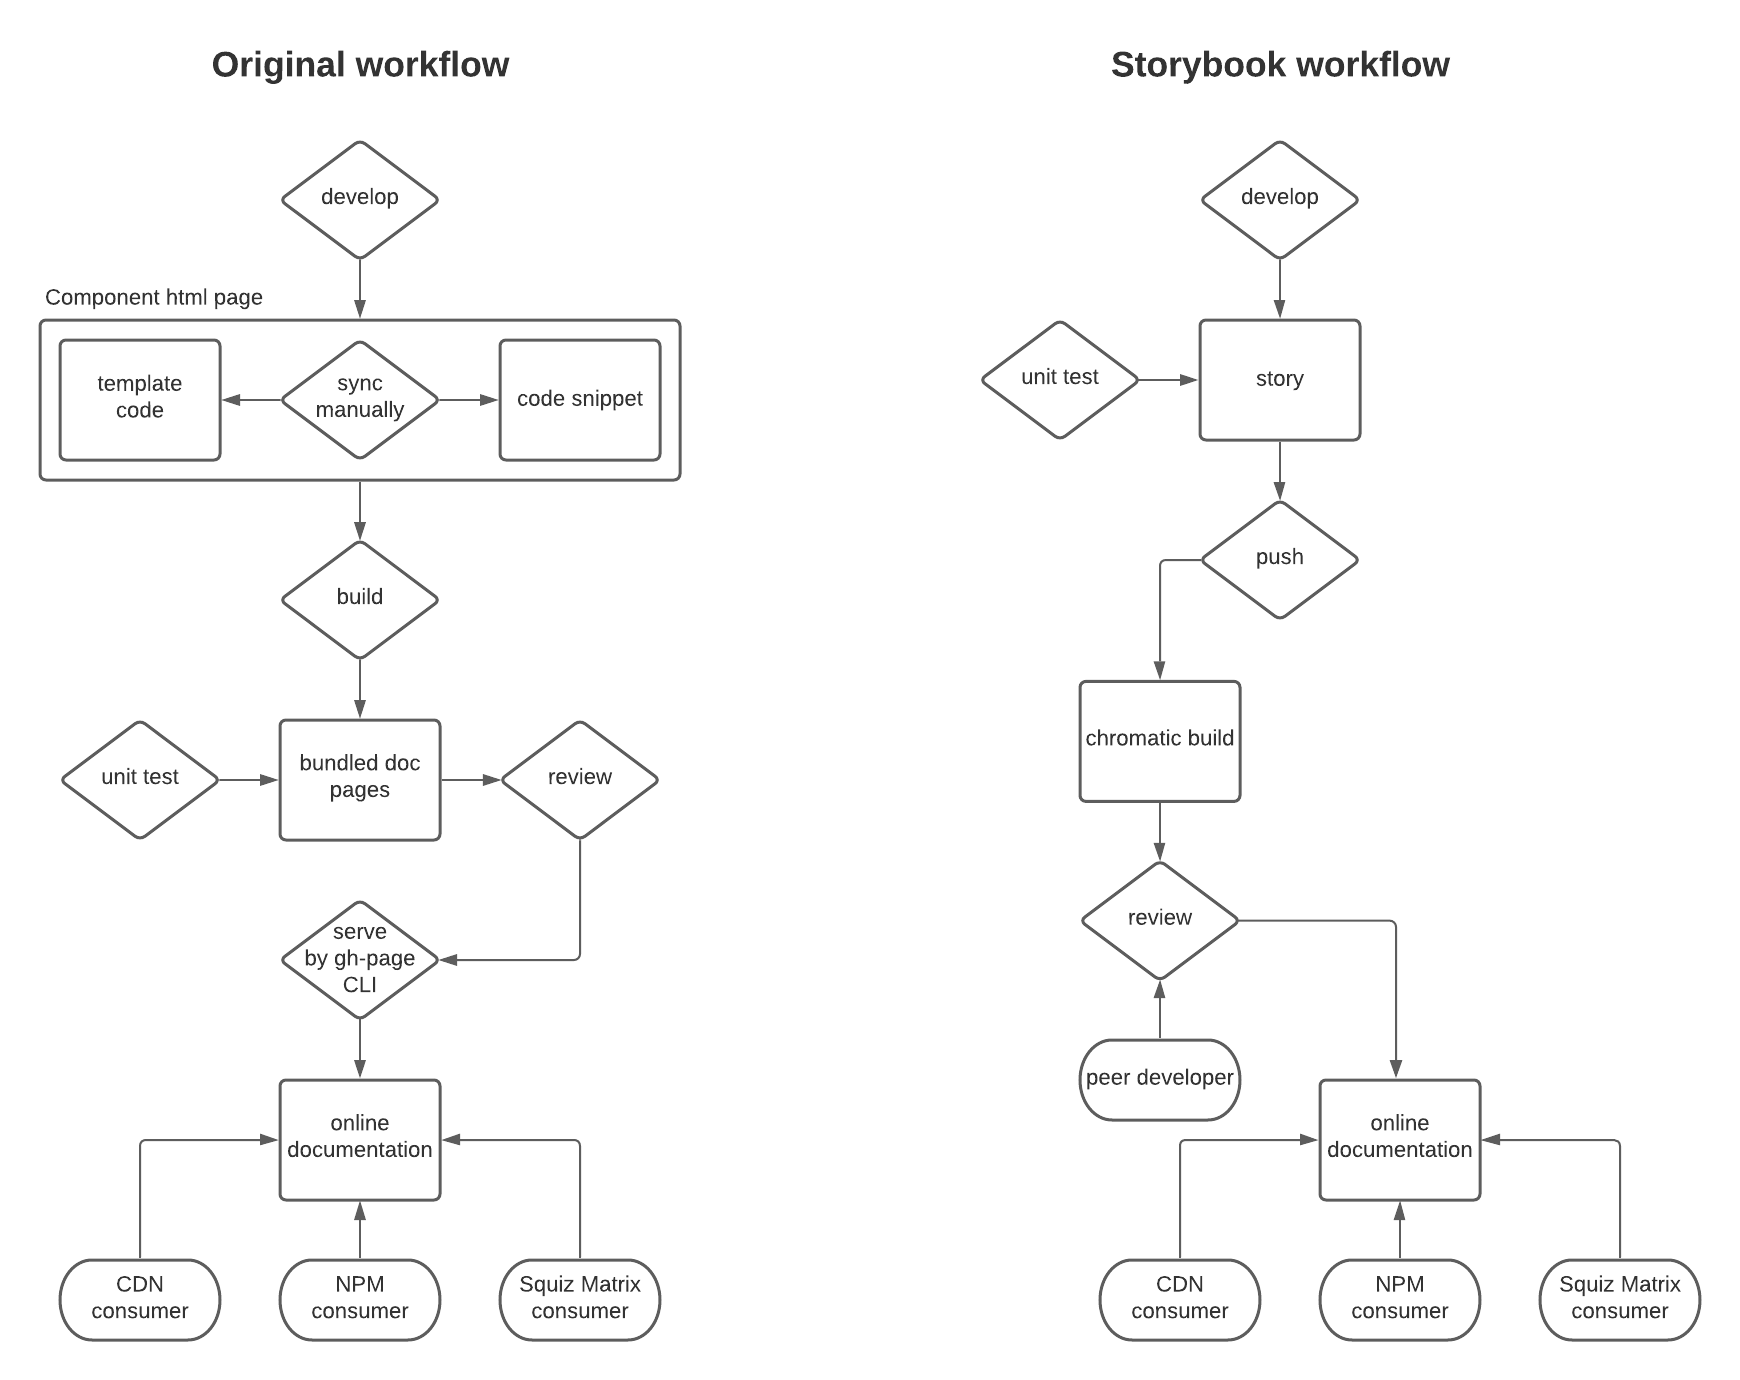 Original workflow
develop
Component html page
template
code
sync
manually
code snippet
build
unit test
bundled doc
pages
review
serve
by gh-page
CLI
online
documentation
CDN
consumer
NPM
consumer
Squiz Matrix
consumer
Storybook workflow
develop
unit test
story
push
chromatic build
review
peer developer
online
documentation
CDN
consumer
NPM
consumer
Squiz Matrix
consumer